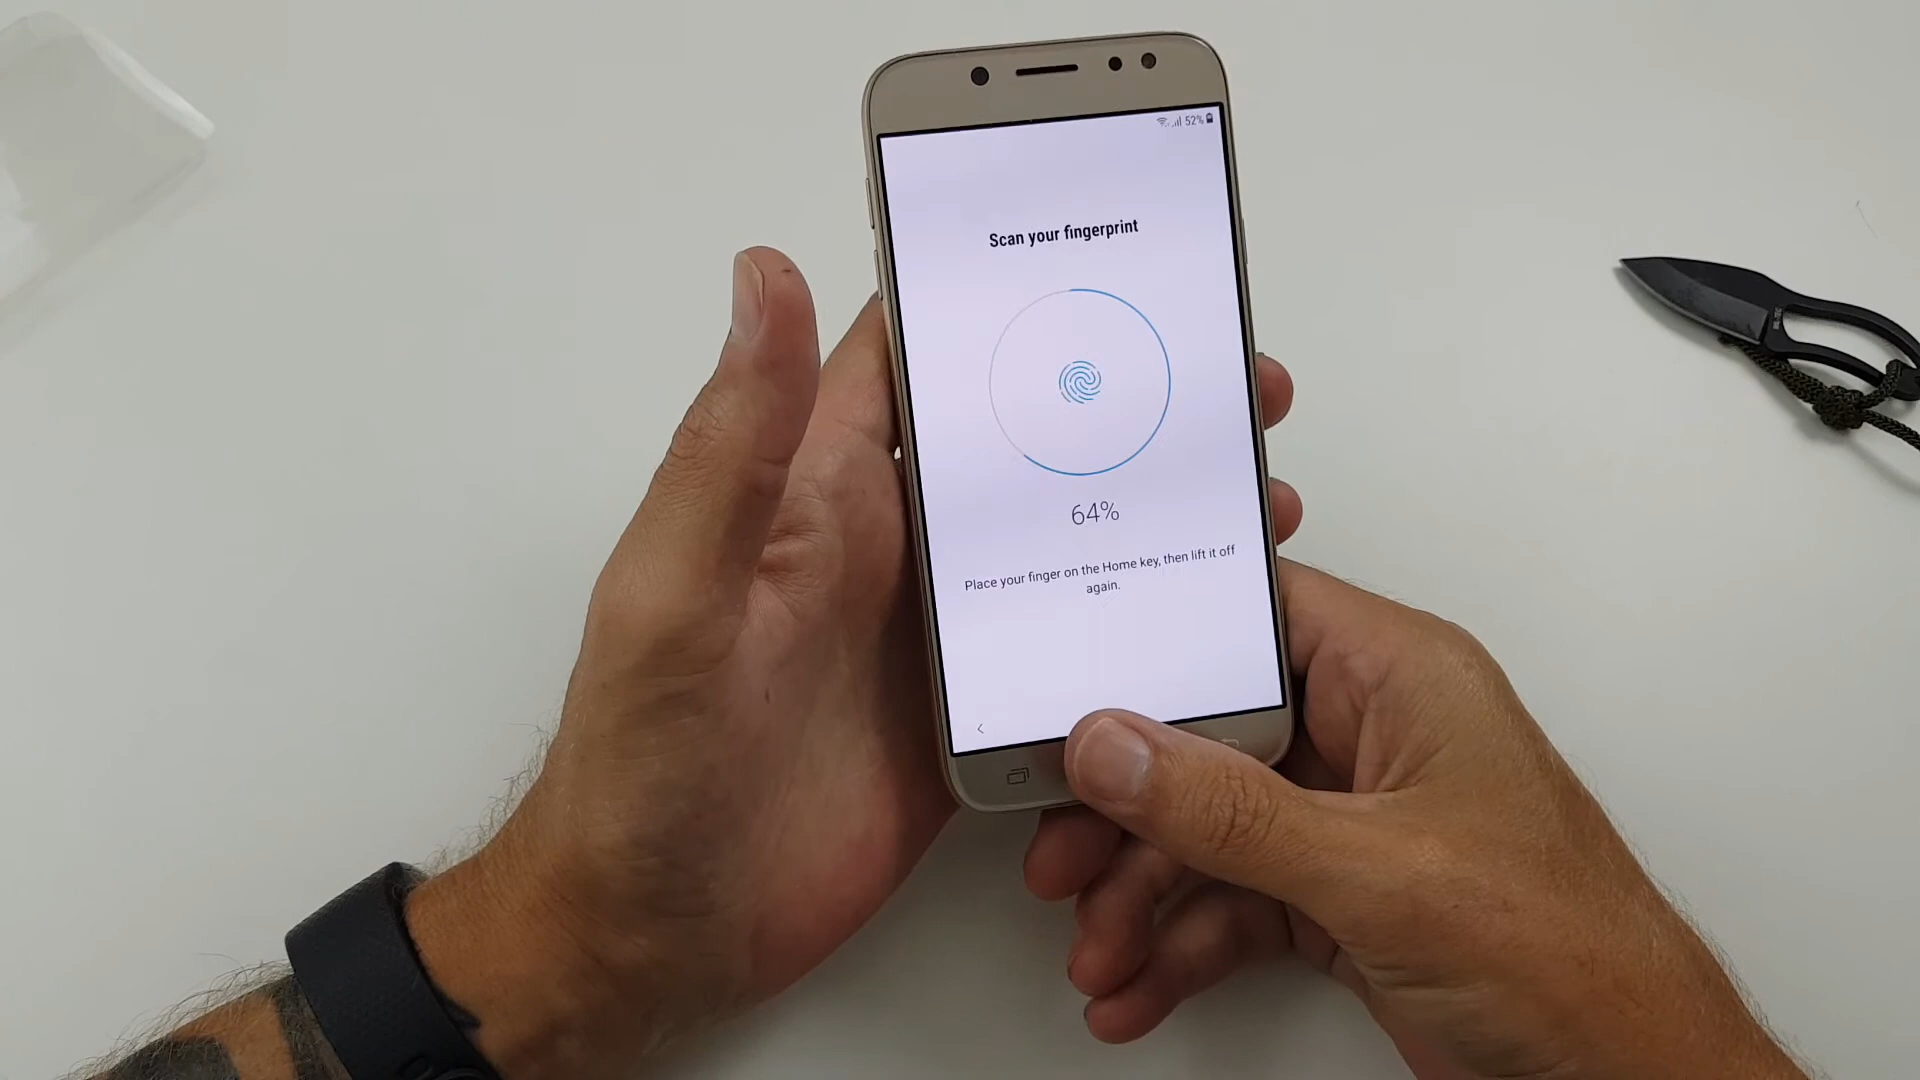 52%
Scan your fingerprint
64%
Place your finger on the Home key, then lift it off
again.